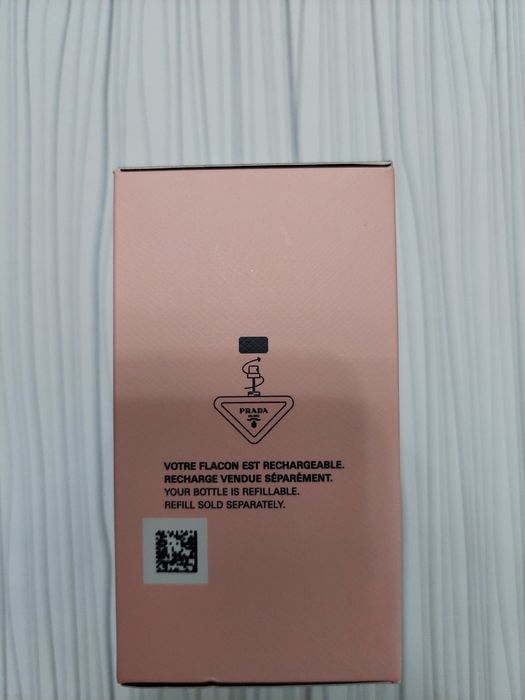 PRADA
VOTRE FLACON EST RECHARGEABLE.
RECHARGE VENDUE SÉPARÉMENT.
YOUR BOTTLE IS REFILLABLE.
REFILL SOLD SEPARATELY.